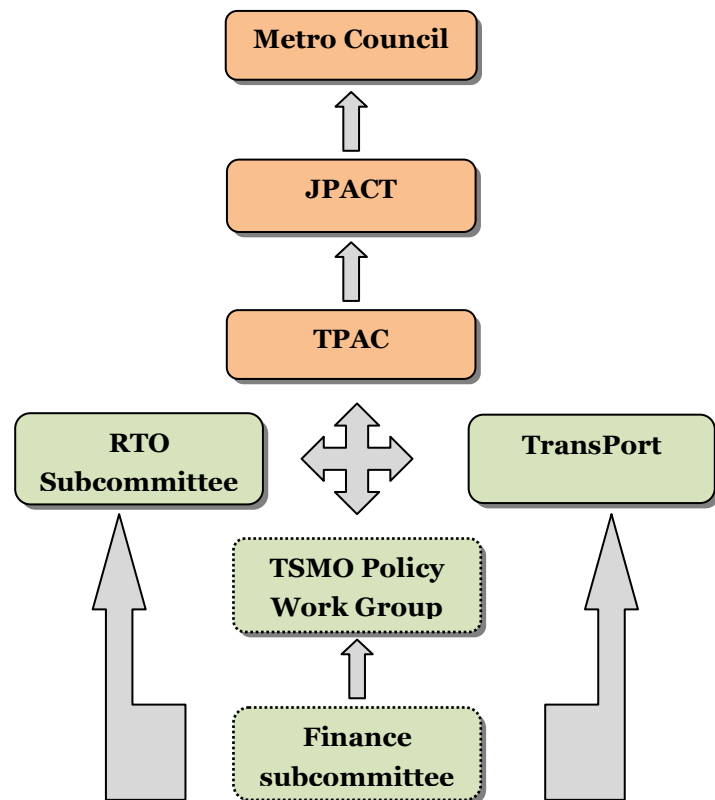 Metro Council
JPACT
TPAC
RTO
Subcommittee
TransPort
TSMO Policy
Work Group
Finance
subcommittee